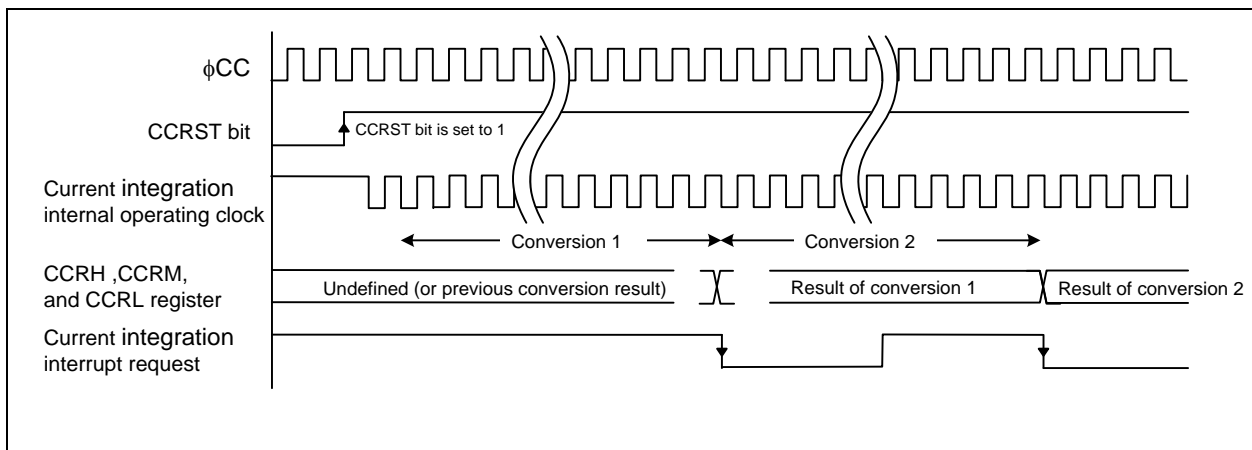 ϕCC
CCRST bit
CCRST bit is set to 1
Current integration
internal operating clock
Conversion 1
Conversion 2
CCRH ,CCRM,
and CCRL register
Undefined (or previous conversion result)
Result of conversion 1
Result of conversion 2
Current integration
interrupt request